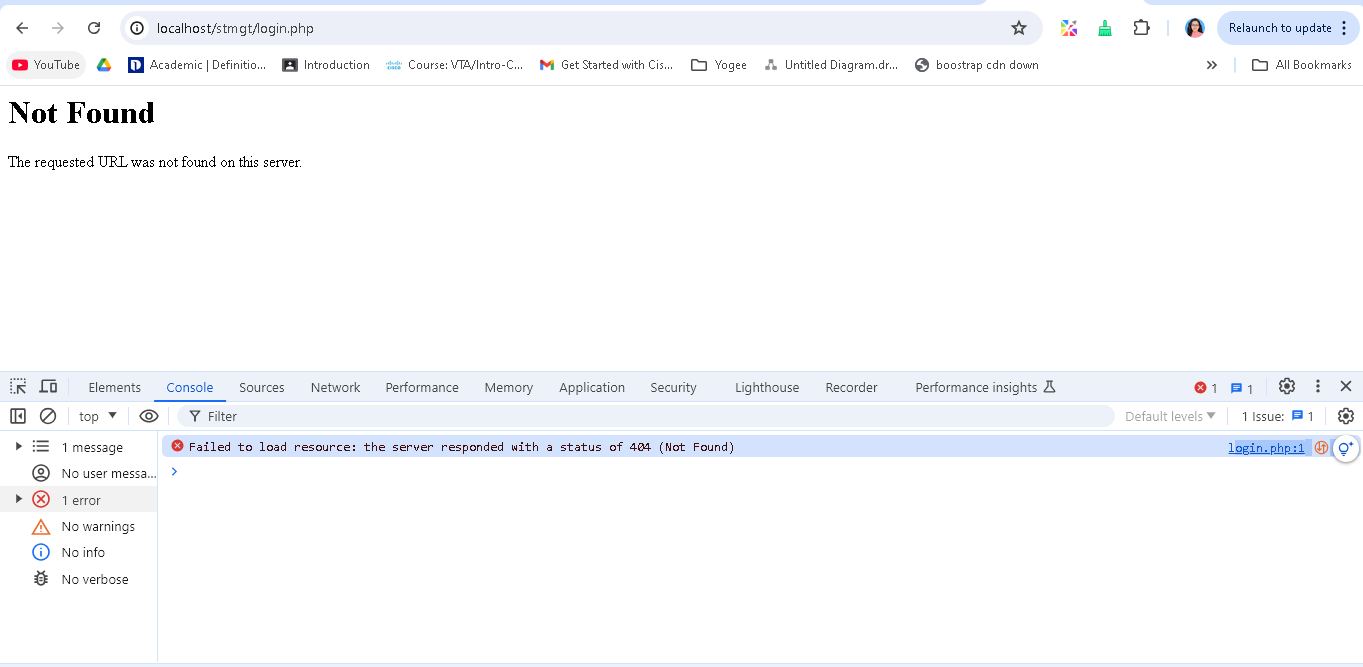 localhost/stmgt/login.php
Relaunch to update
YouTube
Academic | Definitio...
Introduction
Course: VTA/Intro-C...
Get Started with Cis...
Yogee
Untitled Diagram.dr...
boostrap cdn down
»
All Bookmarks
Not Found
The requested URL was not found on this server.
Elements Console Sources Network Performance Memory Application Security Lighthouse Recorder Performance insights 1 1
top Filter Default levels 1 Issue: 1
1 message
Failed to load resource: the server responded with a status of 404 (Not Found) login.php:1
No user messa...
1 error
No warnings
No info
No verbose